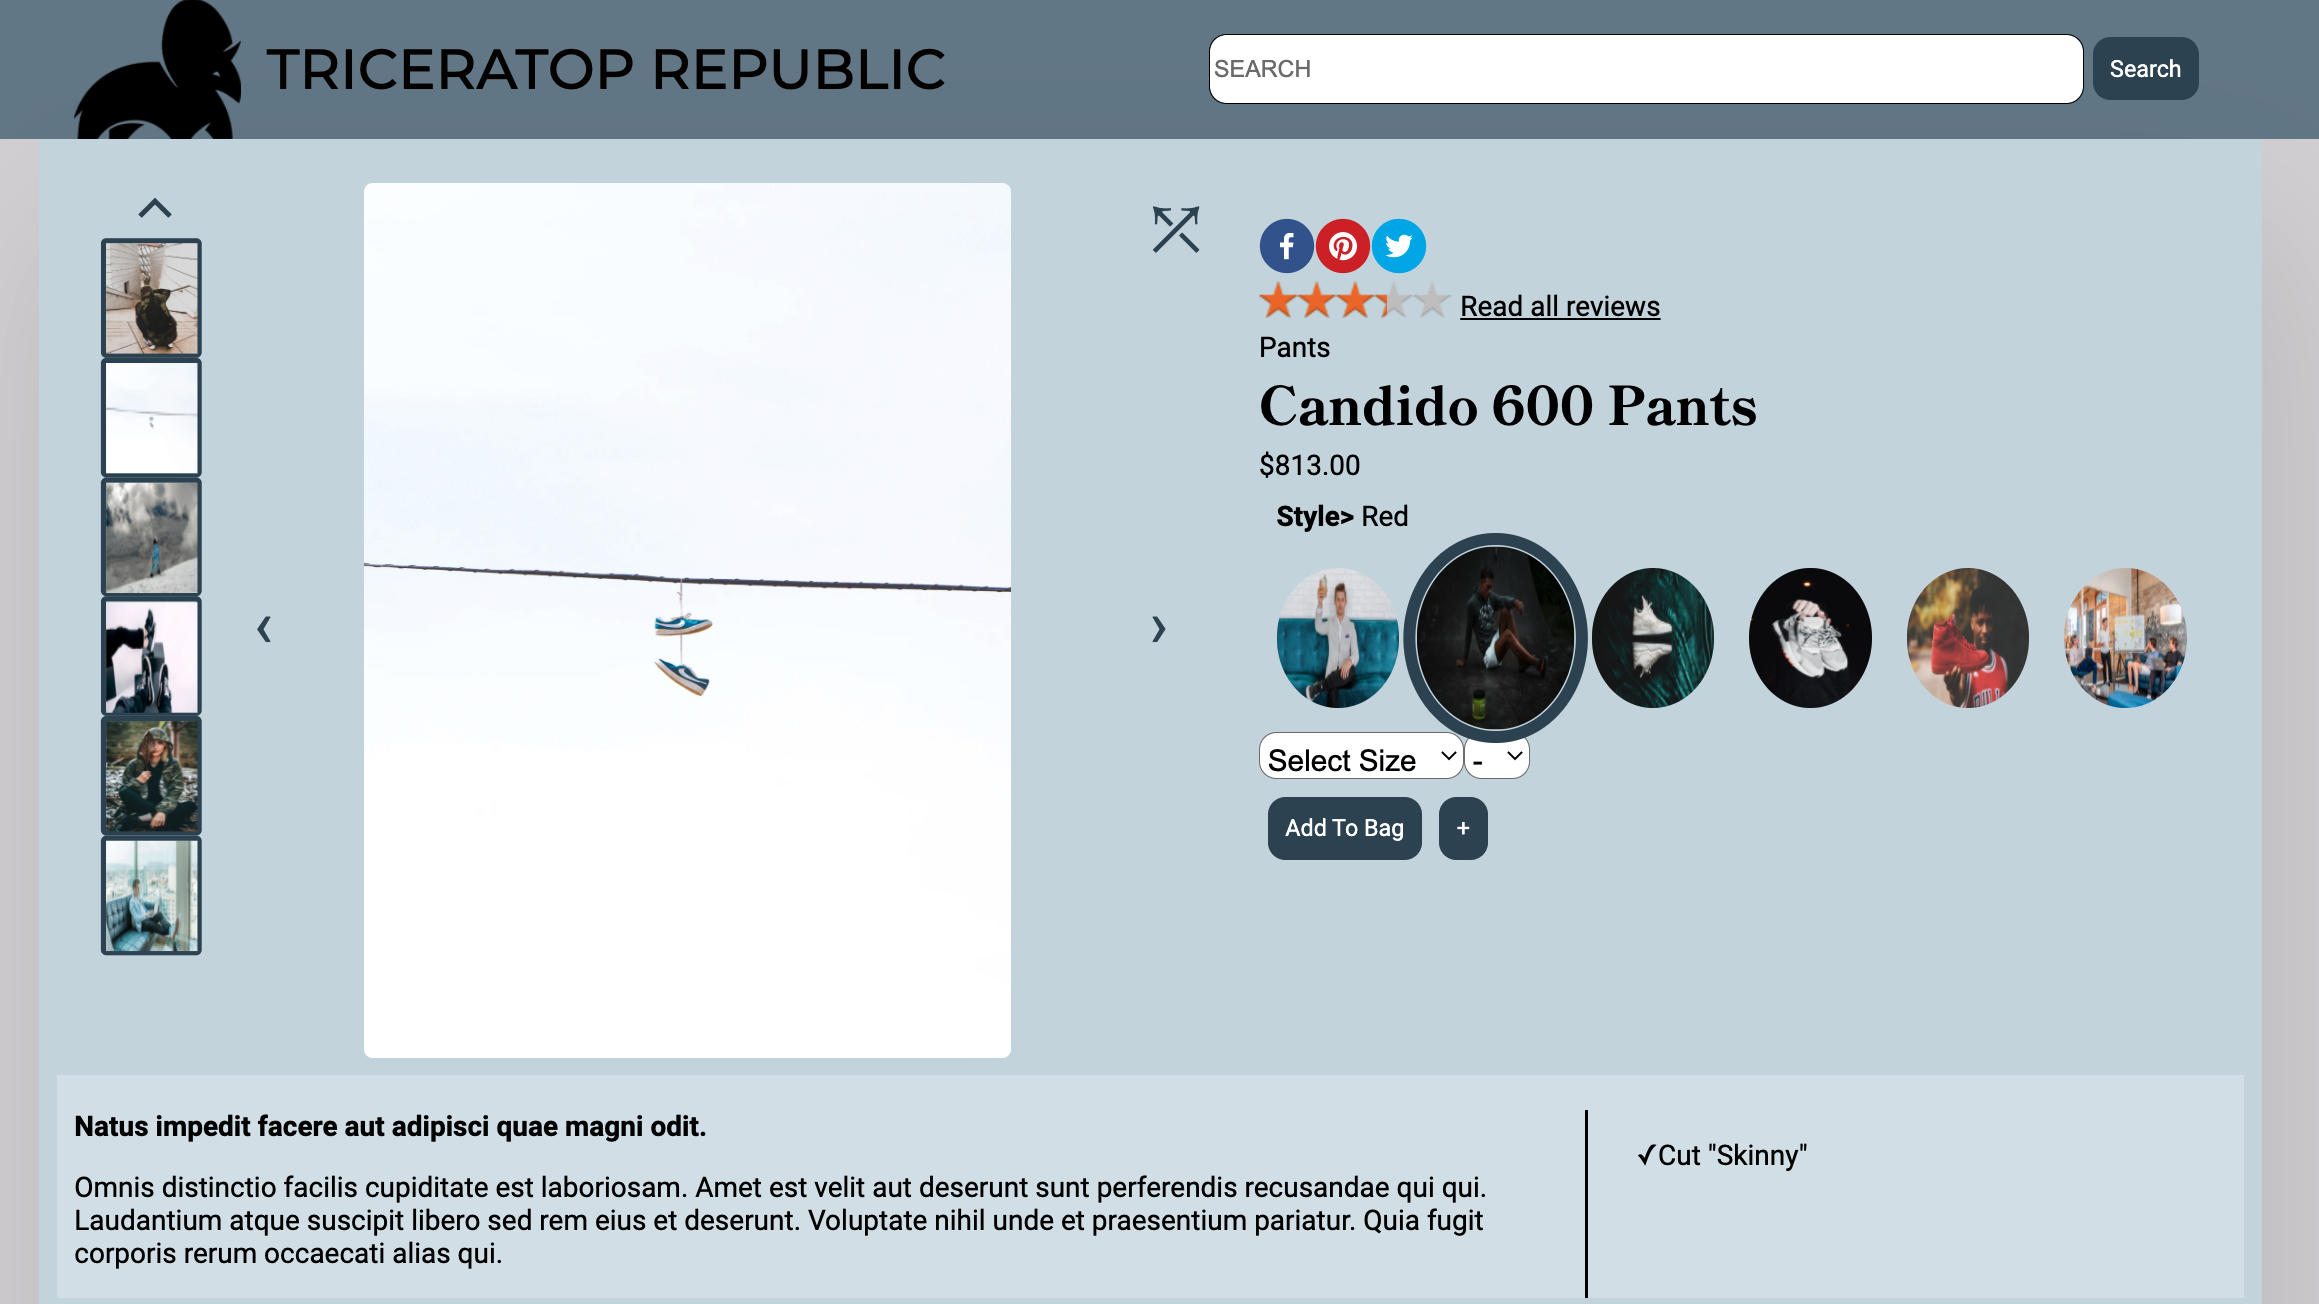 TRICERATOP REPUBLIC
SEARCH
Search
Read all reviews
Pants
Candido 600 Pants
$813.00
Style> Red
Select Size
-
Add To Bag
+
Natus impedit facere aut adipisci quae magni odit.
Omnis distinctio facilis cupiditate est laboriosam. Amet est velit aut deserunt sunt perferendis recusandae qui qui.
Laudantium atque suscipit libero sed rem eius et deserunt. Voluptate nihil unde et praesentium pariatur. Quia fugit
corporis rerum occaecati alias qui.
✓Cut "Skinny"